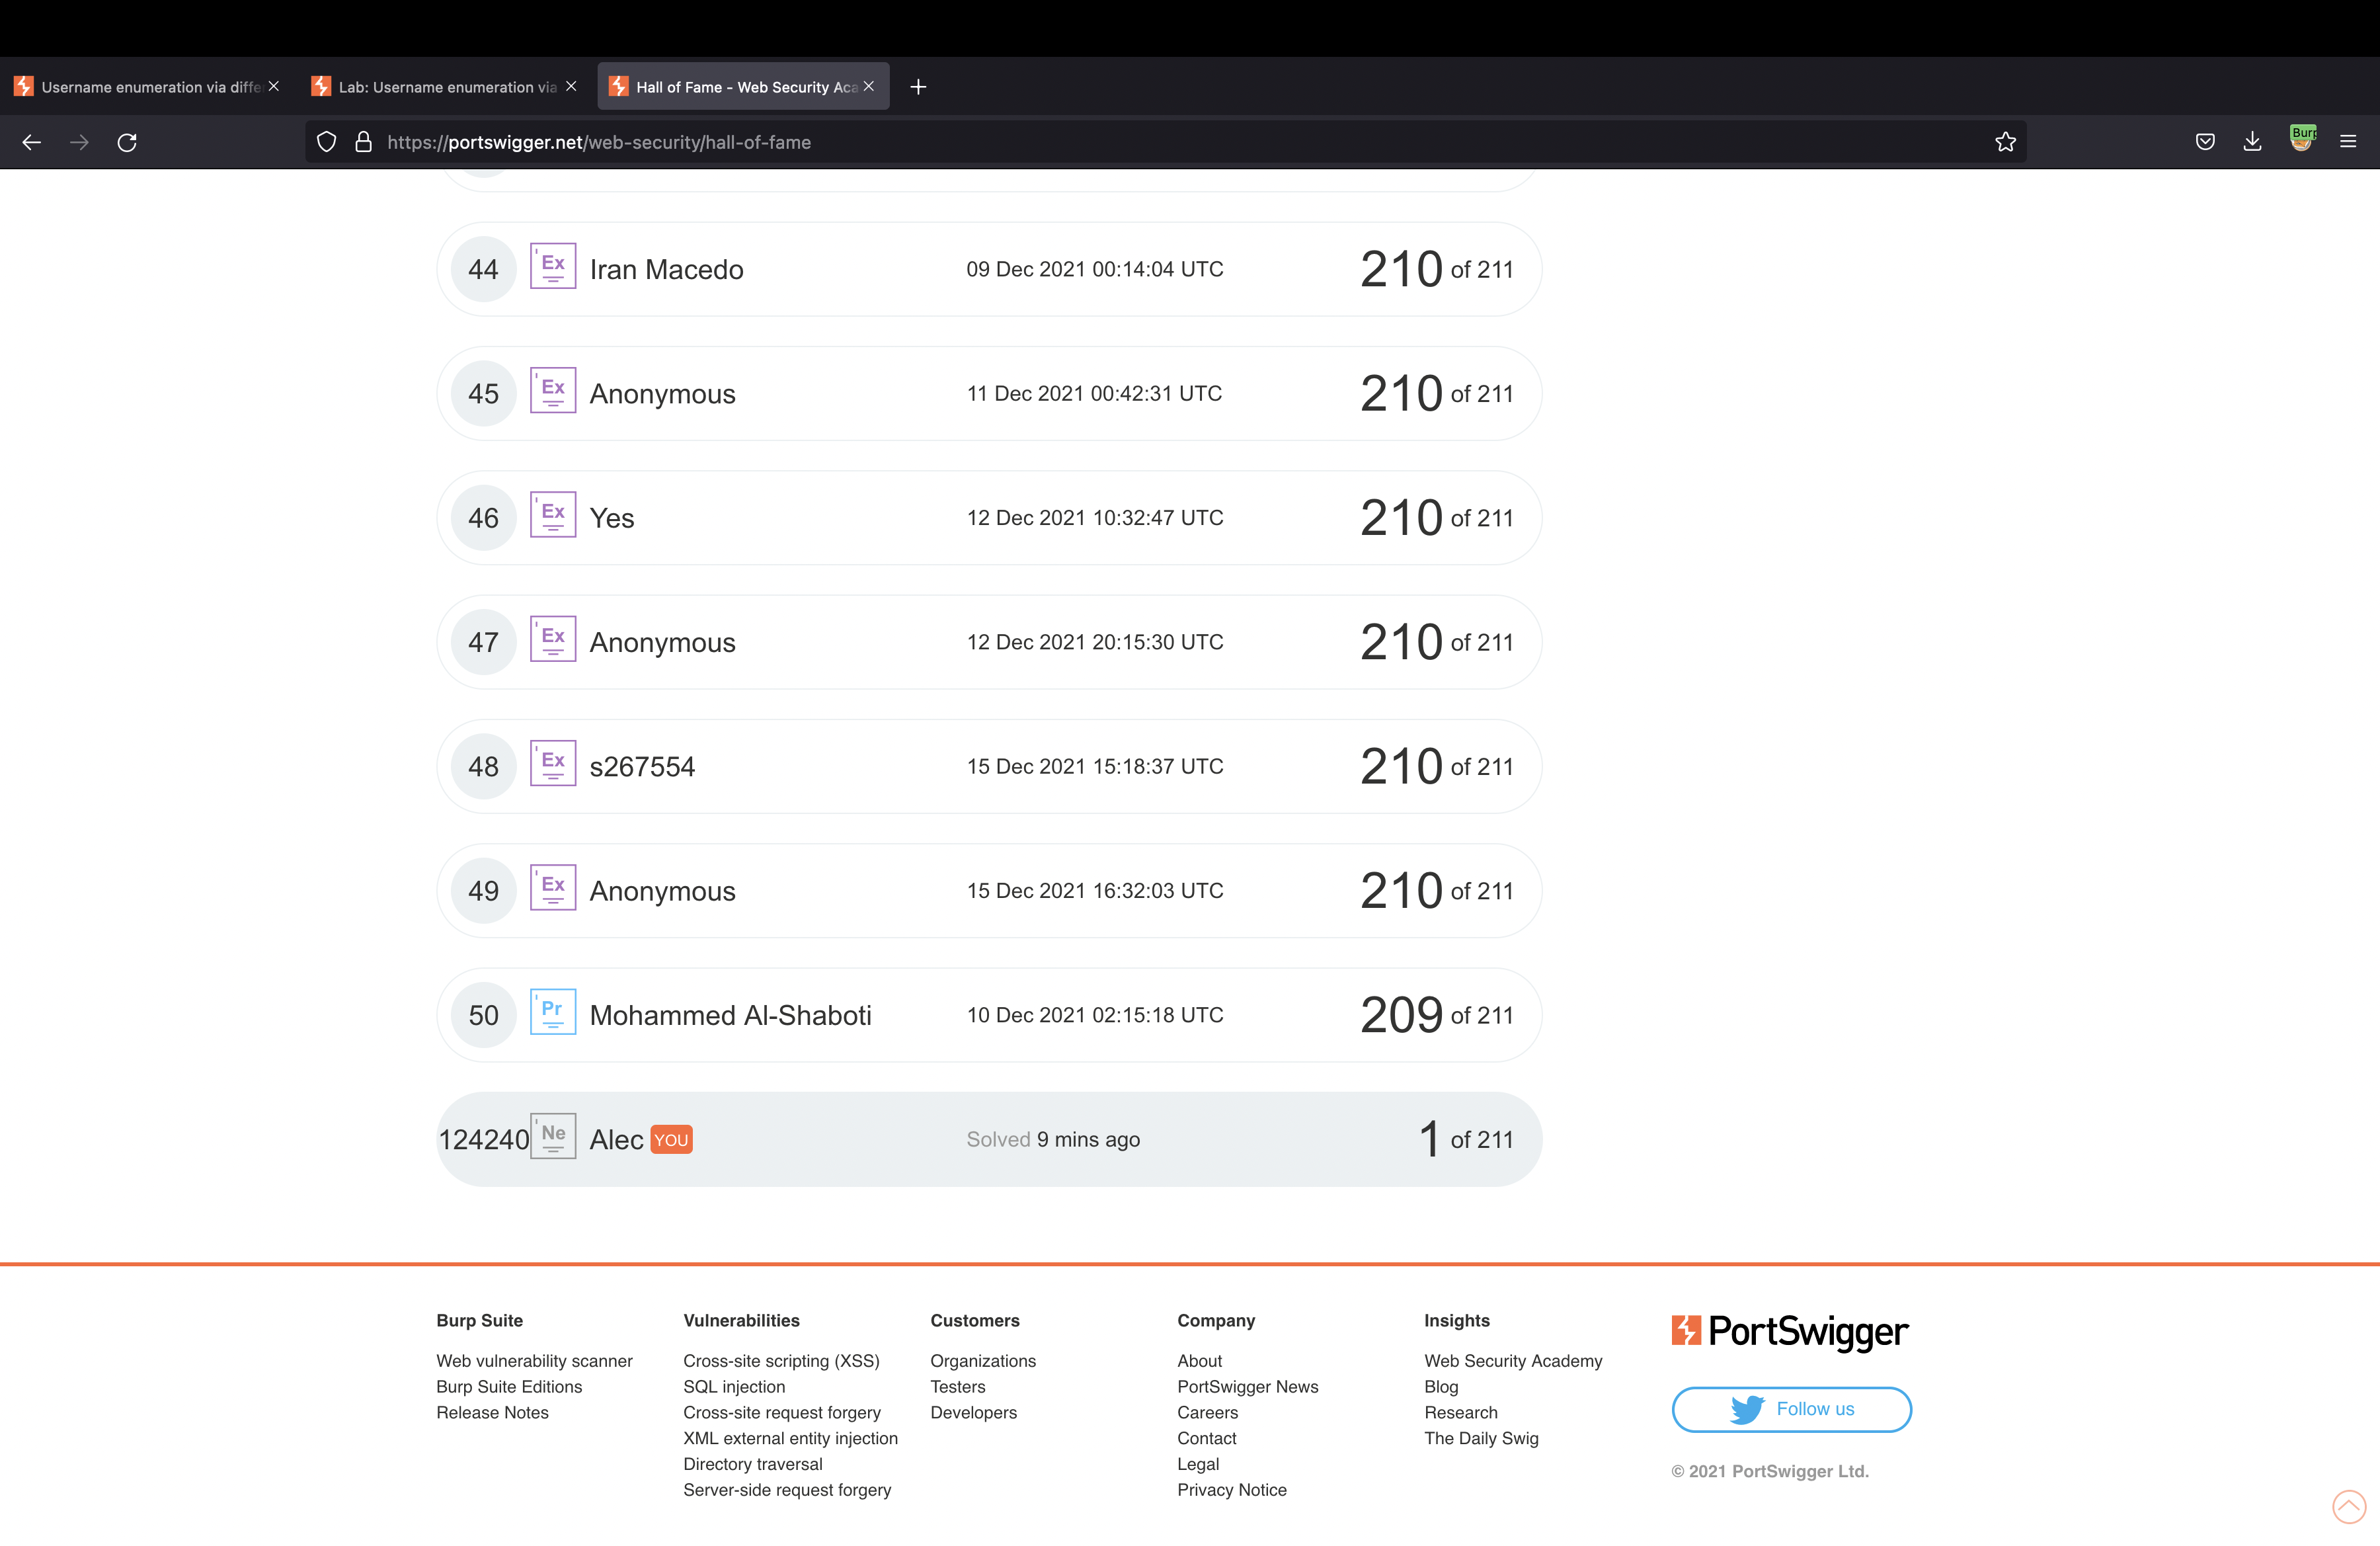 Username enumeration via diffe
Lab: Username enumeration via
Hall of Fame - Web Security Aca
https://portswigger.net/web-security/hall-of-fame
Burp
44 Ex Iran Macedo 09 Dec 2021 00:14:04 UTC 210 of 211
45 Ex Anonymous 11 Dec 2021 00:42:31 UTC 210 of 211
46 Ex Yes 12 Dec 2021 10:32:47 UTC 210 of 211
47 Ex Anonymous 12 Dec 2021 20:15:30 UTC 210 of 211
48 Ex s267554 15 Dec 2021 15:18:37 UTC 210 of 211
49 Ex Anonymous 15 Dec 2021 16:32:03 UTC 210 of 211
50 Pr Mohammed Al-Shaboti 10 Dec 2021 02:15:18 UTC 209 of 211
124240 Ne Alec YOU Solved 9 mins ago 1 of 211
Burp Suite
Web vulnerability scanner
Burp Suite Editions
Release Notes
Vulnerabilities
Cross-site scripting (XSS)
SQL injection
Cross-site request forgery
XML external entity injection
Directory traversal
Server-side request forgery
Customers
Organizations
Testers
Developers
Company
About
PortSwigger News
Careers
Contact
Legal
Privacy Notice
Insights
Web Security Academy
Blog
Research
The Daily Swig
PortSwigger
Follow us
© 2021 PortSwigger Ltd.